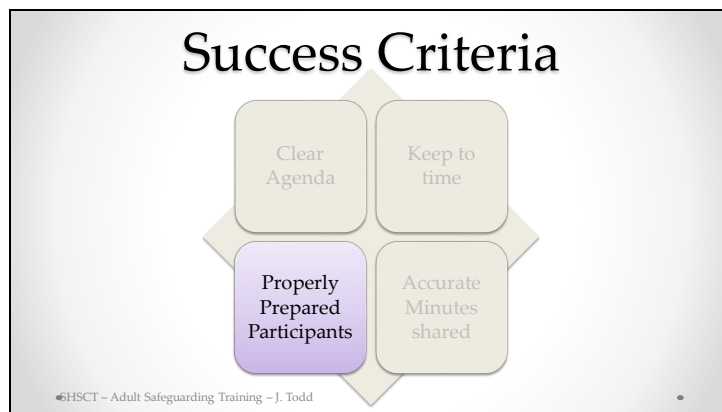 Success Criteria
Clear
Agenda
Keep to
time
Properly
Prepared
Participants
Accurate
Minutes
shared
SHSCT – Adult Safeguarding Training – J. Todd